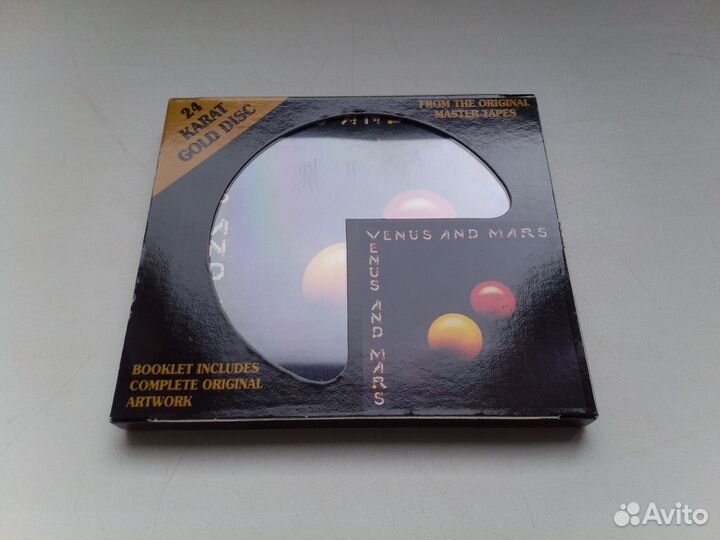 24
KARAT
GOLD DISC
FROM THE ORIGINAL
MASTER TAPES
VENUS AND MARS
VENUS AND MARS
BOOKLET INCLUDES
COMPLETE ORIGINAL
ARTWORK
Avito